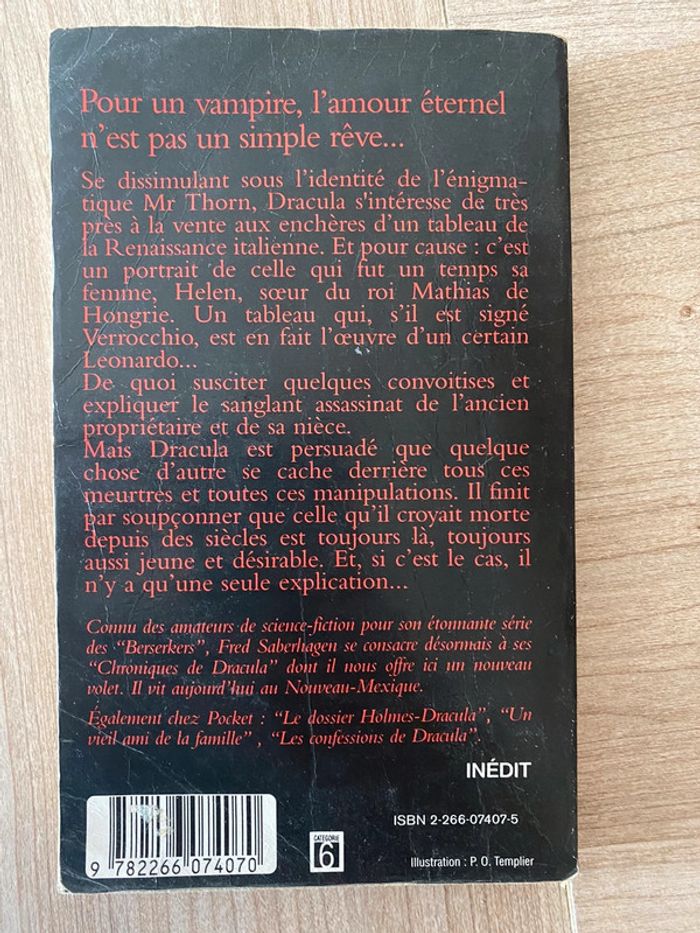 Pour un vampire, l'amour éternel
n'est pas un simple rêve...
Se dissimulant sous l'identité de l'énigma-
tique Mr Thorn, Dracula s'intéresse de très
près à la vente aux enchères d'un tableau de
la Renaissance italienne. Et pour cause : c'est
un portrait de celle qui fut un temps sa
femme, Helen, sœur du roi Mathias de
Hongrie. Un tableau qui, s'il est signé
Verrocchio, est en fait l'œuvre d'un certain
Leonardo...
De quoi susciter quelques convoitises et
expliquer le sanglant assassinat de l'ancien
propriétaire et de sa nièce.
Mais Dracula est persuadé que quelque
chose d'autre se cache derrière tous ces
meurtres et toutes ces manipulations. Il finit
par soupçonner que celle qu'il croyait morte
depuis des siècles est toujours là, toujours
aussi jeune et désirable. Et, si c'est le cas, il
n'y a qu'une seule explication...
Connu des amateurs de science-fiction pour son étonnante série
des "Berserkers", Fred Saberhagen se consacre désormais à ses
"Chroniques de Dracula" dont il nous offre ici un nouveau
volet. Il vit aujourd'hui au Nouveau-Mexique.
Également chez Pocket : "Le dossier Holmes-Dracula", "Un
vieil ami de la famille" , "Les confessions de Dracula".
INÉDIT
ISBN 2-266-07407-5
CATÉGORIE
6
9 782266 074070
Illustration : P. O. Templier